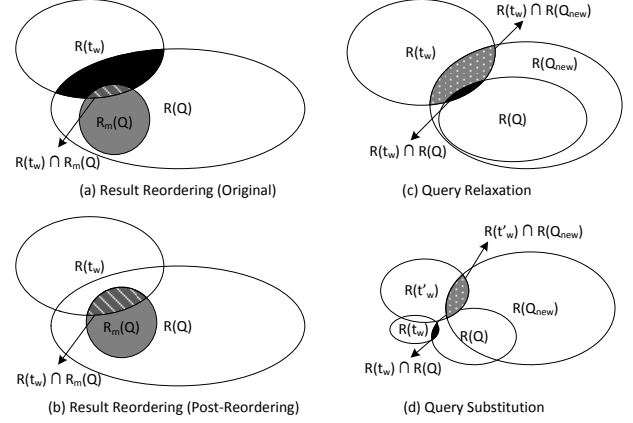 R(t_w)
R(Q)
R_m(Q)
R(t_w) ∩ R_m(Q)
(a) Result Reordering (Original)
R(t_w)
R_m(Q)
R(Q)
R(t_w) ∩ R_m(Q)
(b) Result Reordering (Post-Reordering)
R(t_w) ∩ R(Q_new)
R(t_w)
R(Q_new)
R(Q)
R(t_w) ∩ R(Q)
(c) Query Relaxation
R(t'_w) ∩ R(Q_new)
R(t'_w)
R(Q_new)
R(t_w)
R(Q)
R(t_w) ∩ R(Q)
(d) Query Substitution